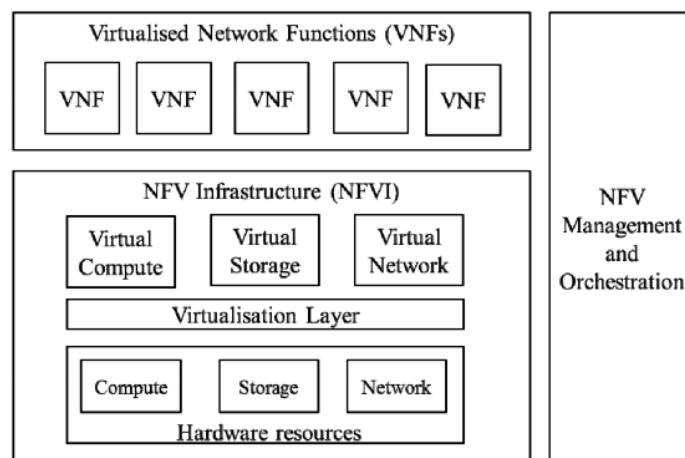 Virtualised Network Functions (VNFs)
VNF VNF VNF VNF VNF
NFV Infrastructure (NFVI)
Virtual Compute
Virtual Storage
Virtual Network
Virtualisation Layer
Compute Storage Network
Hardware resources
NFV
Management
and
Orchestration